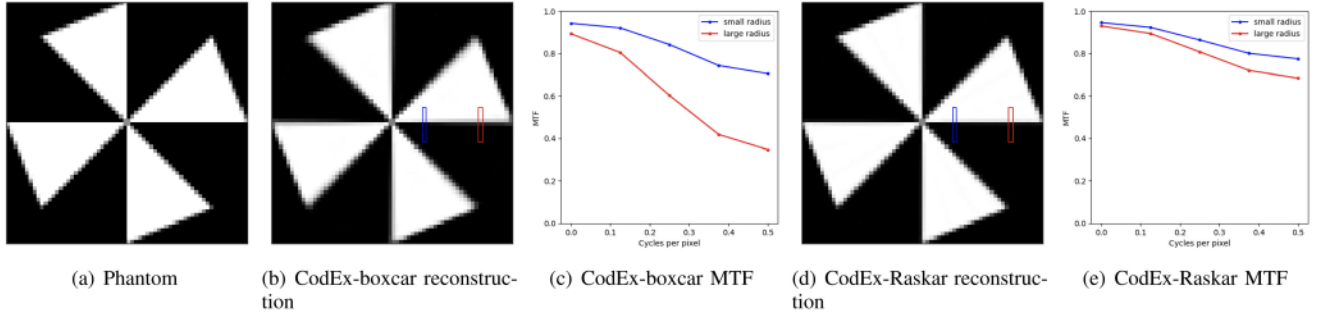 1.0
0.8
0.6
0.4
0.2
0.0
MTF
small radius
large radius
0.0 0.1 0.2 0.3 0.4 0.5
Cycles per pixel
1.0
0.8
0.6
0.4
0.2
0.0
MTF
small radius
large radius
0.0 0.1 0.2 0.3 0.4 0.5
Cycles per pixel
(a) Phantom
(b) CodEx-boxcar reconstruc-
tion
(c) CodEx-boxcar MTF
(d) CodEx-Raskar reconstruc-
tion
(e) CodEx-Raskar MTF